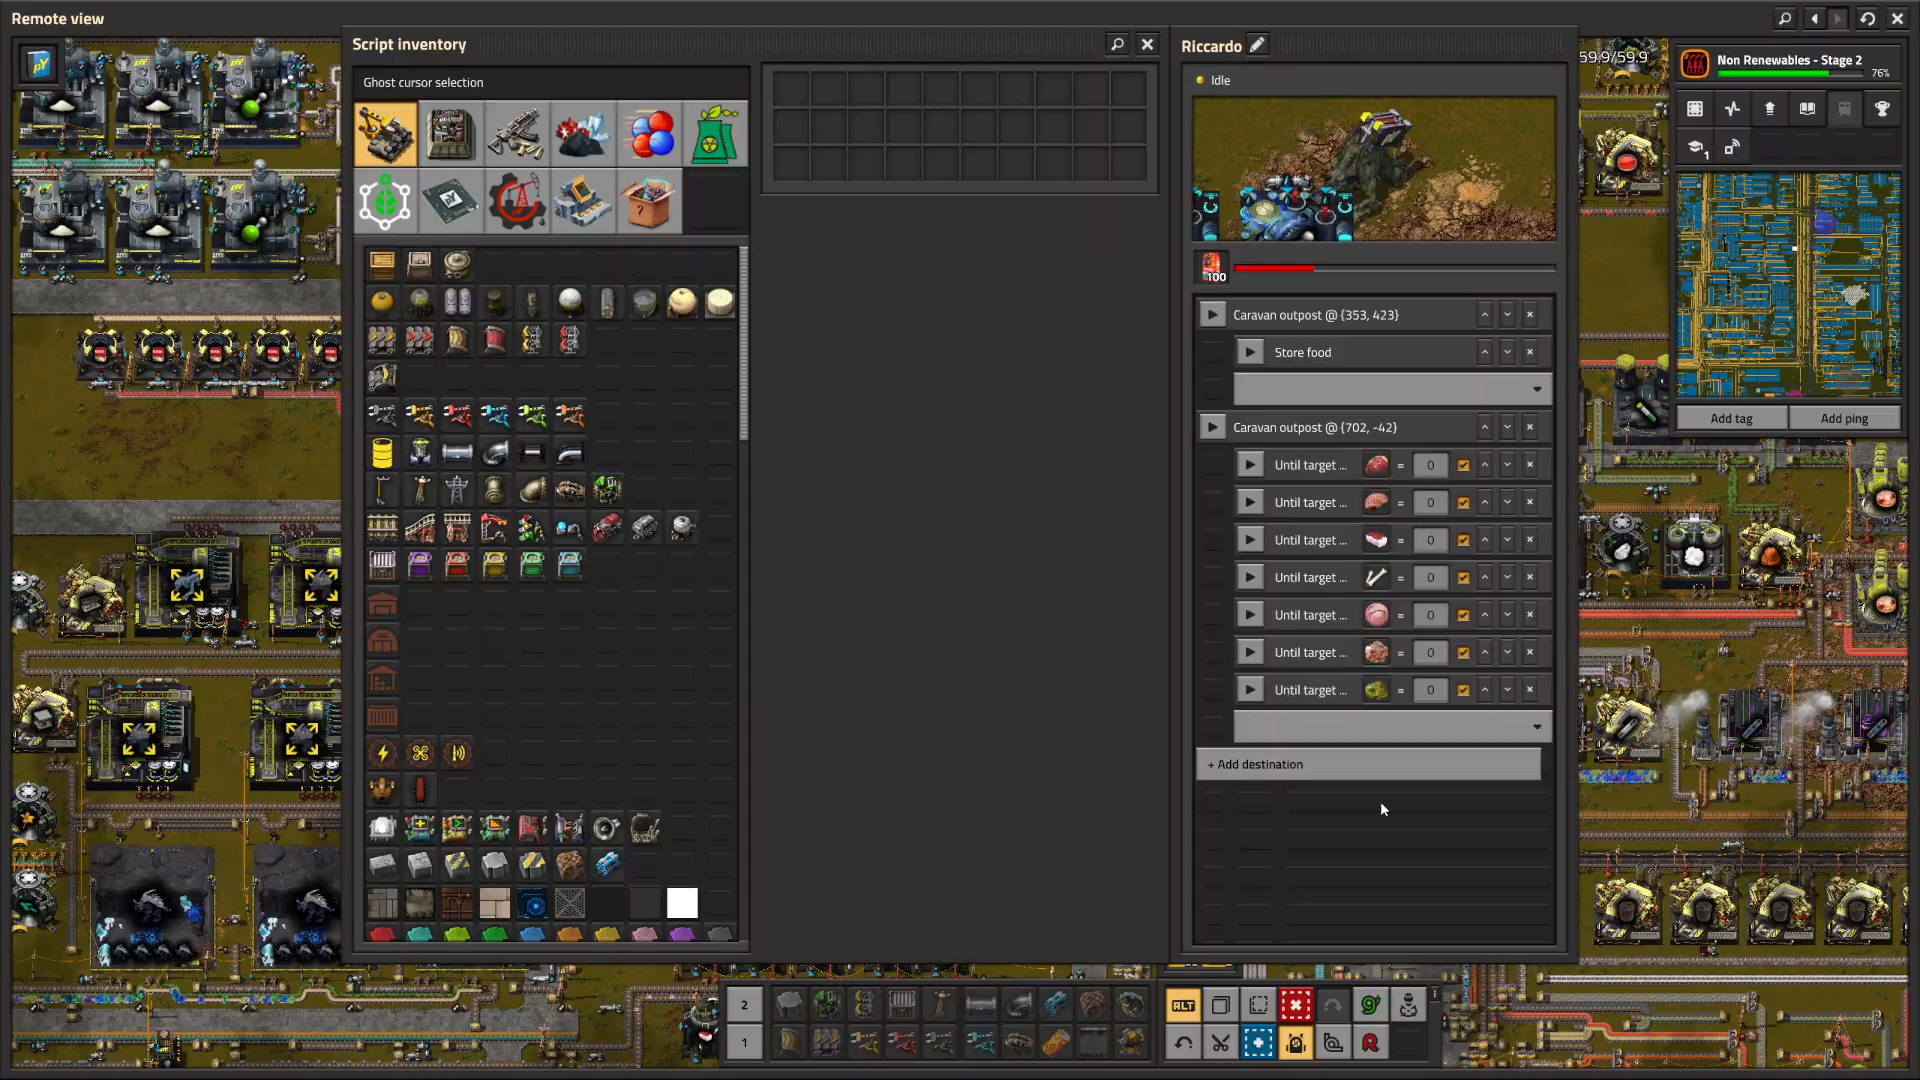 Remote view
Script inventory
Ghost cursor selection
Riccardo
Idle
100
Caravan outpost @ {353, 423}
Store food
Caravan outpost @ {702, -42}
Until target ... = 0
Until target ... = 0
Until target ... = 0
Until target ... = 0
Until target ... = 0
Until target ... = 0
Until target ... = 0
+ Add destination
59.9/59.9
Non Renewables - Stage 2
76%
1
Add tag
Add ping
2
1
ALT